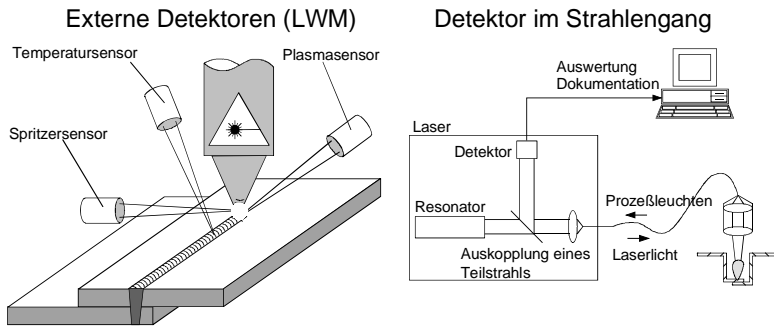 Externe Detektoren (LWM)
Temperatursensor
Plasmasensor
Spritzersensor
Detektor im Strahlengang
Auswertung
Dokumentation
Laser
Detektor
Resonator
Prozeßleuchten
Auskopplung eines
Teilstrahls
Laserlicht